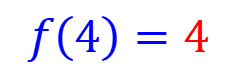 f(4) = 4